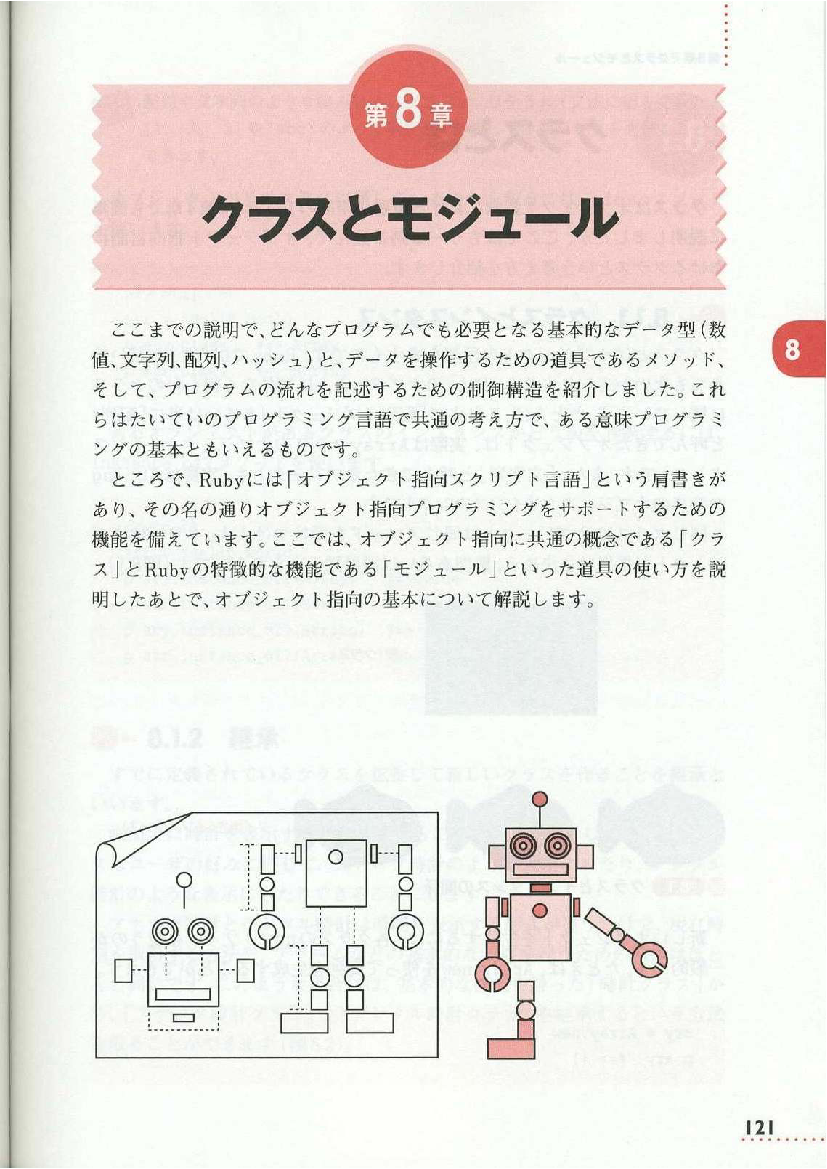 第8章
クラスとモジュール
ここまでの説明で、どんなプログラムでも必要となる基本的なデータ型（数
値、文字列、配列、ハッシュ）と、データを操作するための道具であるメソッド、
そして、プログラムの流れを記述するための制御構造を紹介しました。これ
らはたいていのプログラミング言語で共通の考え方で、ある意味プログラミ
ングの基本ともいえるものです。
ところで、Rubyには「オブジェクト指向スクリプト言語」という肩書きが
あり、その名の通りオブジェクト指向プログラミングをサポートするための
機能を備えています。ここでは、オブジェクト指向に共通の概念である「クラ
ス」とRubyの特徴的な機能である「モジュール」といった道具の使い方を説
明したあとで、オブジェクト指向の基本について解説します。
8
121